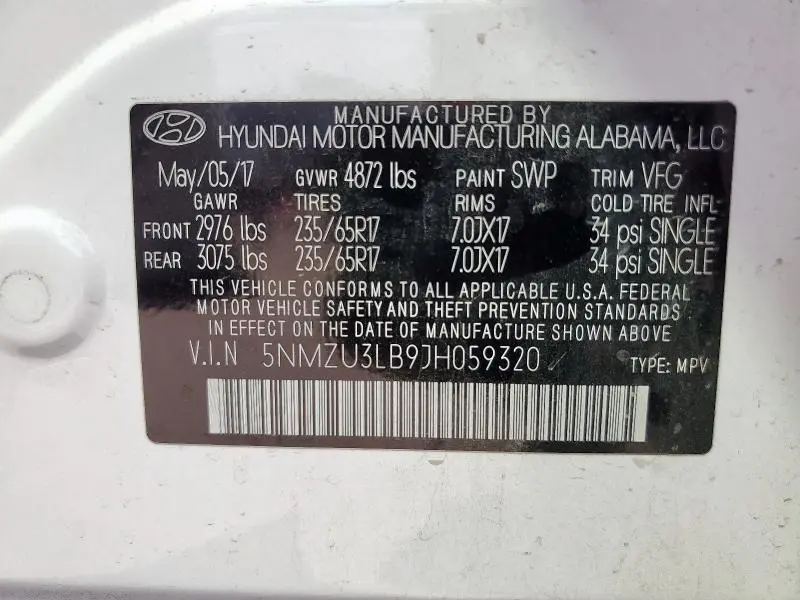 MANUFACTURED BY
HYUNDAI MOTOR MANUFACTURING ALABAMA, LLC
May/05/17 GVWR 4872 lbs PAINT SWP TRIM VFG
GAWR TIRES RIMS COLD TIRE INFL
FRONT 2976 lbs 235/65R17 7.0JX17 34 psi SINGLE
REAR 3075 lbs 235/65R17 7.0JX17 34 psi SINGLE
THIS VEHICLE CONFORMS TO ALL APPLICABLE U.S.A. FEDERAL
MOTOR VEHICLE SAFETY AND THEFT PREVENTION STANDARDS
IN EFFECT ON THE DATE OF MANUFACTURE SHOWN ABOVE
V.I.N 5NMZU3LB9JH059320 TYPE: MPV